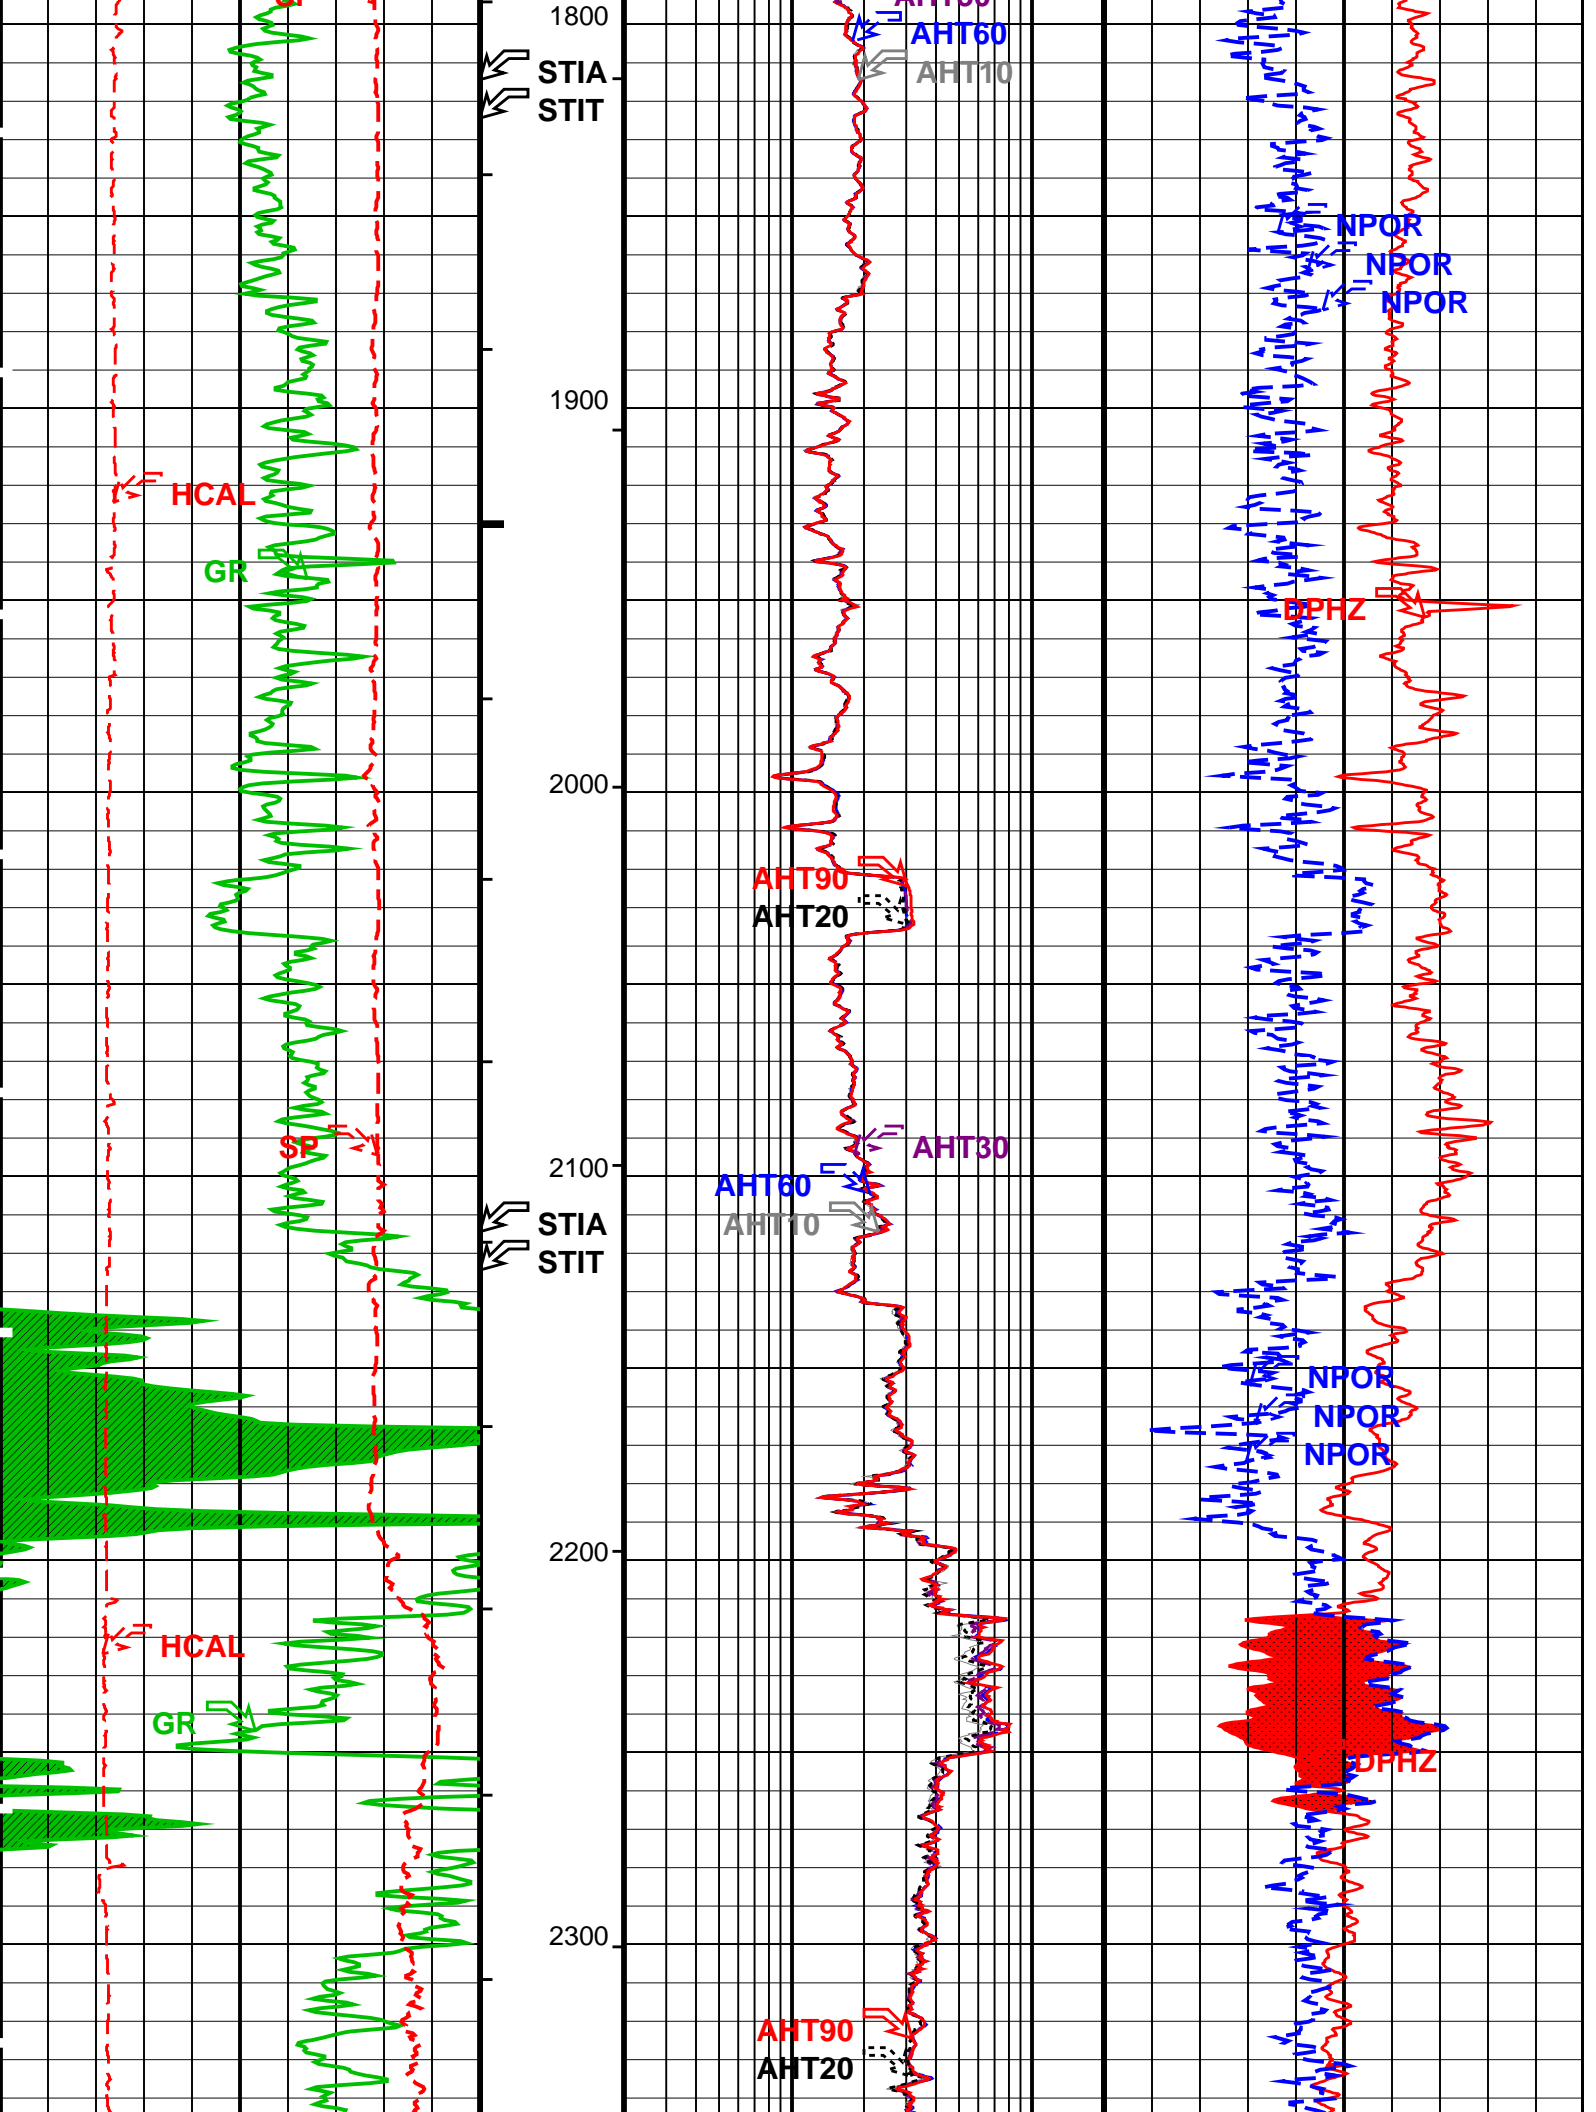 1800
AHT60
STIA
AHT10
STIT
NPOR
NPOR
NPOR
1900
HCAL
GR
DPHZ
2000
AHT90
AHT20
SP
AHT30
2100
AHT60
STIA
AHT10
STIT
NPOR
NPOR
NPOR
2200
HCAL
GR
DPHZ
2300
AHT90
AHT20